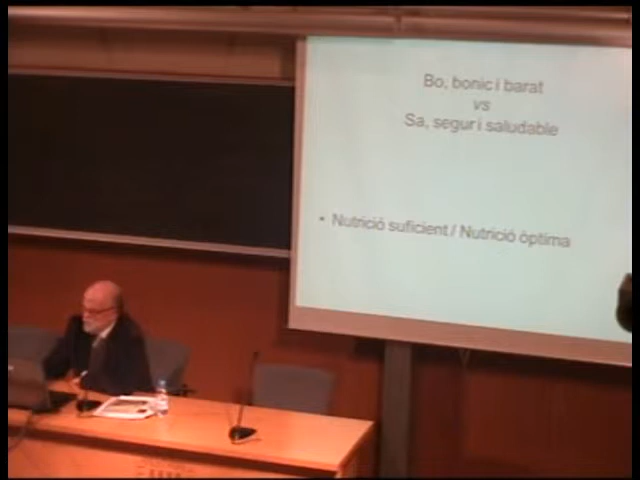 Bo, bonic i barat
vs
Sa, segur i saludable
• Nutrició suficient / Nutrició òptima